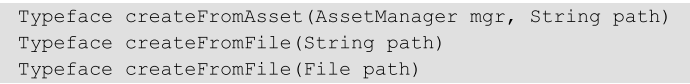 Typeface createFromAsset(AssetManager mgr, String path)
Typeface createFromFile(String path)
Typeface createFromFile(File path)